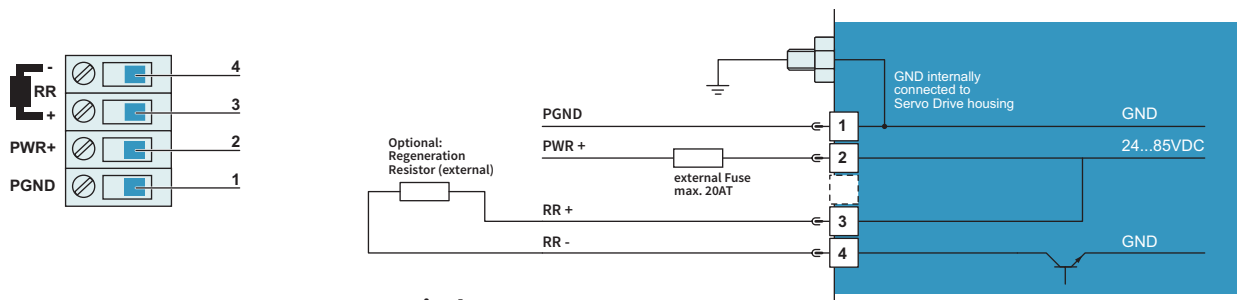 -
4
RR
3
+
PWR+
2
PGND
1
GND internally
connected to
Servo Drive housing
PGND
1
GND
Optional:
Regeneration
Resistor (external)
PWR +
2
24...85VDC
external Fuse
max. 20AT
RR +
3
RR -
4
GND